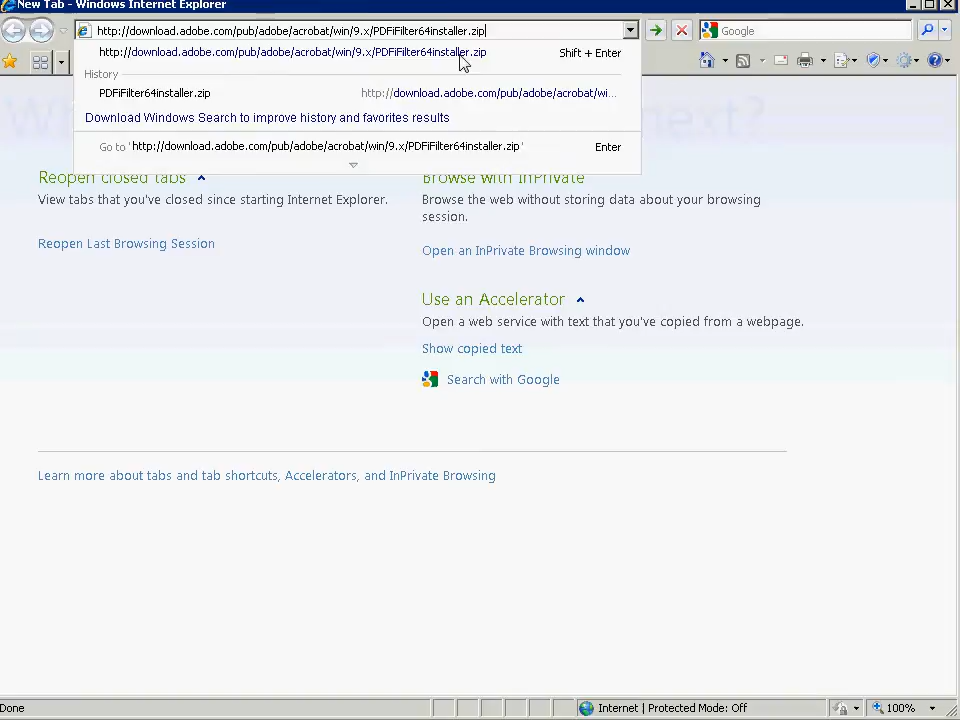 New Tab - Windows Internet Explorer
http://download.adobe.com/pub/adobe/acrobat/win/9.x/PDFiFilter64installer.zip
Google
http://download.adobe.com/pub/adobe/acrobat/win/9.x/PDFiFilter64installer.zip Shift + Enter
History
PDFiFilter64installer.zip http://download.adobe.com/pub/adobe/acrobat/wi...
Download Windows Search to improve history and favorites results
Go to 'http://download.adobe.com/pub/adobe/acrobat/win/9.x/PDFiFilter64installer.zip' Enter
next?
Reopen closed tabs
View tabs that you've closed since starting Internet Explorer.
Reopen Last Browsing Session
Browse with InPrivate
Browse the web without storing data about your browsing
session.
Open an InPrivate Browsing window
Use an Accelerator
Open a web service with text that you've copied from a webpage.
Show copied text
Search with Google
Learn more about tabs and tab shortcuts, Accelerators, and InPrivate Browsing
Done
Internet | Protected Mode: Off
100%